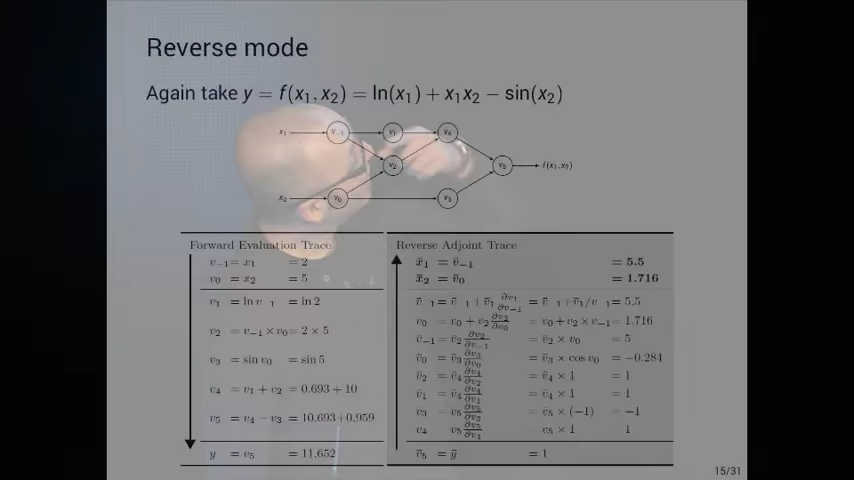 Reverse mode
Again take y = f(x₁, x₂) = ln(x₁) + x₁x₂ − sin(x₂)
x₁ v₋₁ v₁ v₄
v₂ v₅ f(x₁, x₂)
x₂ v₀ v₃
Forward Evaluation Trace
v₋₁ = x₁ = 2
v₀ = x₂ = 5
v₁ = ln v₋₁ = ln 2
v₂ = v₋₁ × v₀ = 2 × 5
v₃ = sin v₀ = sin 5
v₄ = v₁ + v₂ = 0.693 + 10
v₅ = v₄ − v₃ = 10.693 + 0.959
y = v₅ = 11.652
Reverse Adjoint Trace
x̄₁ = v̄₋₁ = 5.5
x̄₂ = v̄₀ = 1.716
v̄₋₁ = v̄₋₁ + v̄₁ ∂v₁/∂v₋₁ = v̄₋₁ + v̄₁/v₋₁ = 5.5
v̄₀ = v̄₀ + v̄₂ ∂v₂/∂v₀ = v̄₀ + v̄₂ × v₋₁ = 1.716
v̄₋₁ = v̄₂ ∂v₂/∂v₋₁ = v̄₂ × v₀ = 5
v̄₀ = v̄₃ ∂v₃/∂v₀ = v̄₃ × cos v₀ = −0.284
v̄₂ = v̄₄ ∂v₄/∂v₂ = v̄₄ × 1 = 1
v̄₁ = v̄₄ ∂v₄/∂v₁ = v̄₄ × 1 = 1
v̄₃ = v̄₅ ∂v₅/∂v₃ = v̄₅ × (−1) = −1
v̄₄ = v̄₅ ∂v₅/∂v₄ = v̄₅ × 1 = 1
v̄₅ = ȳ = 1
15/31